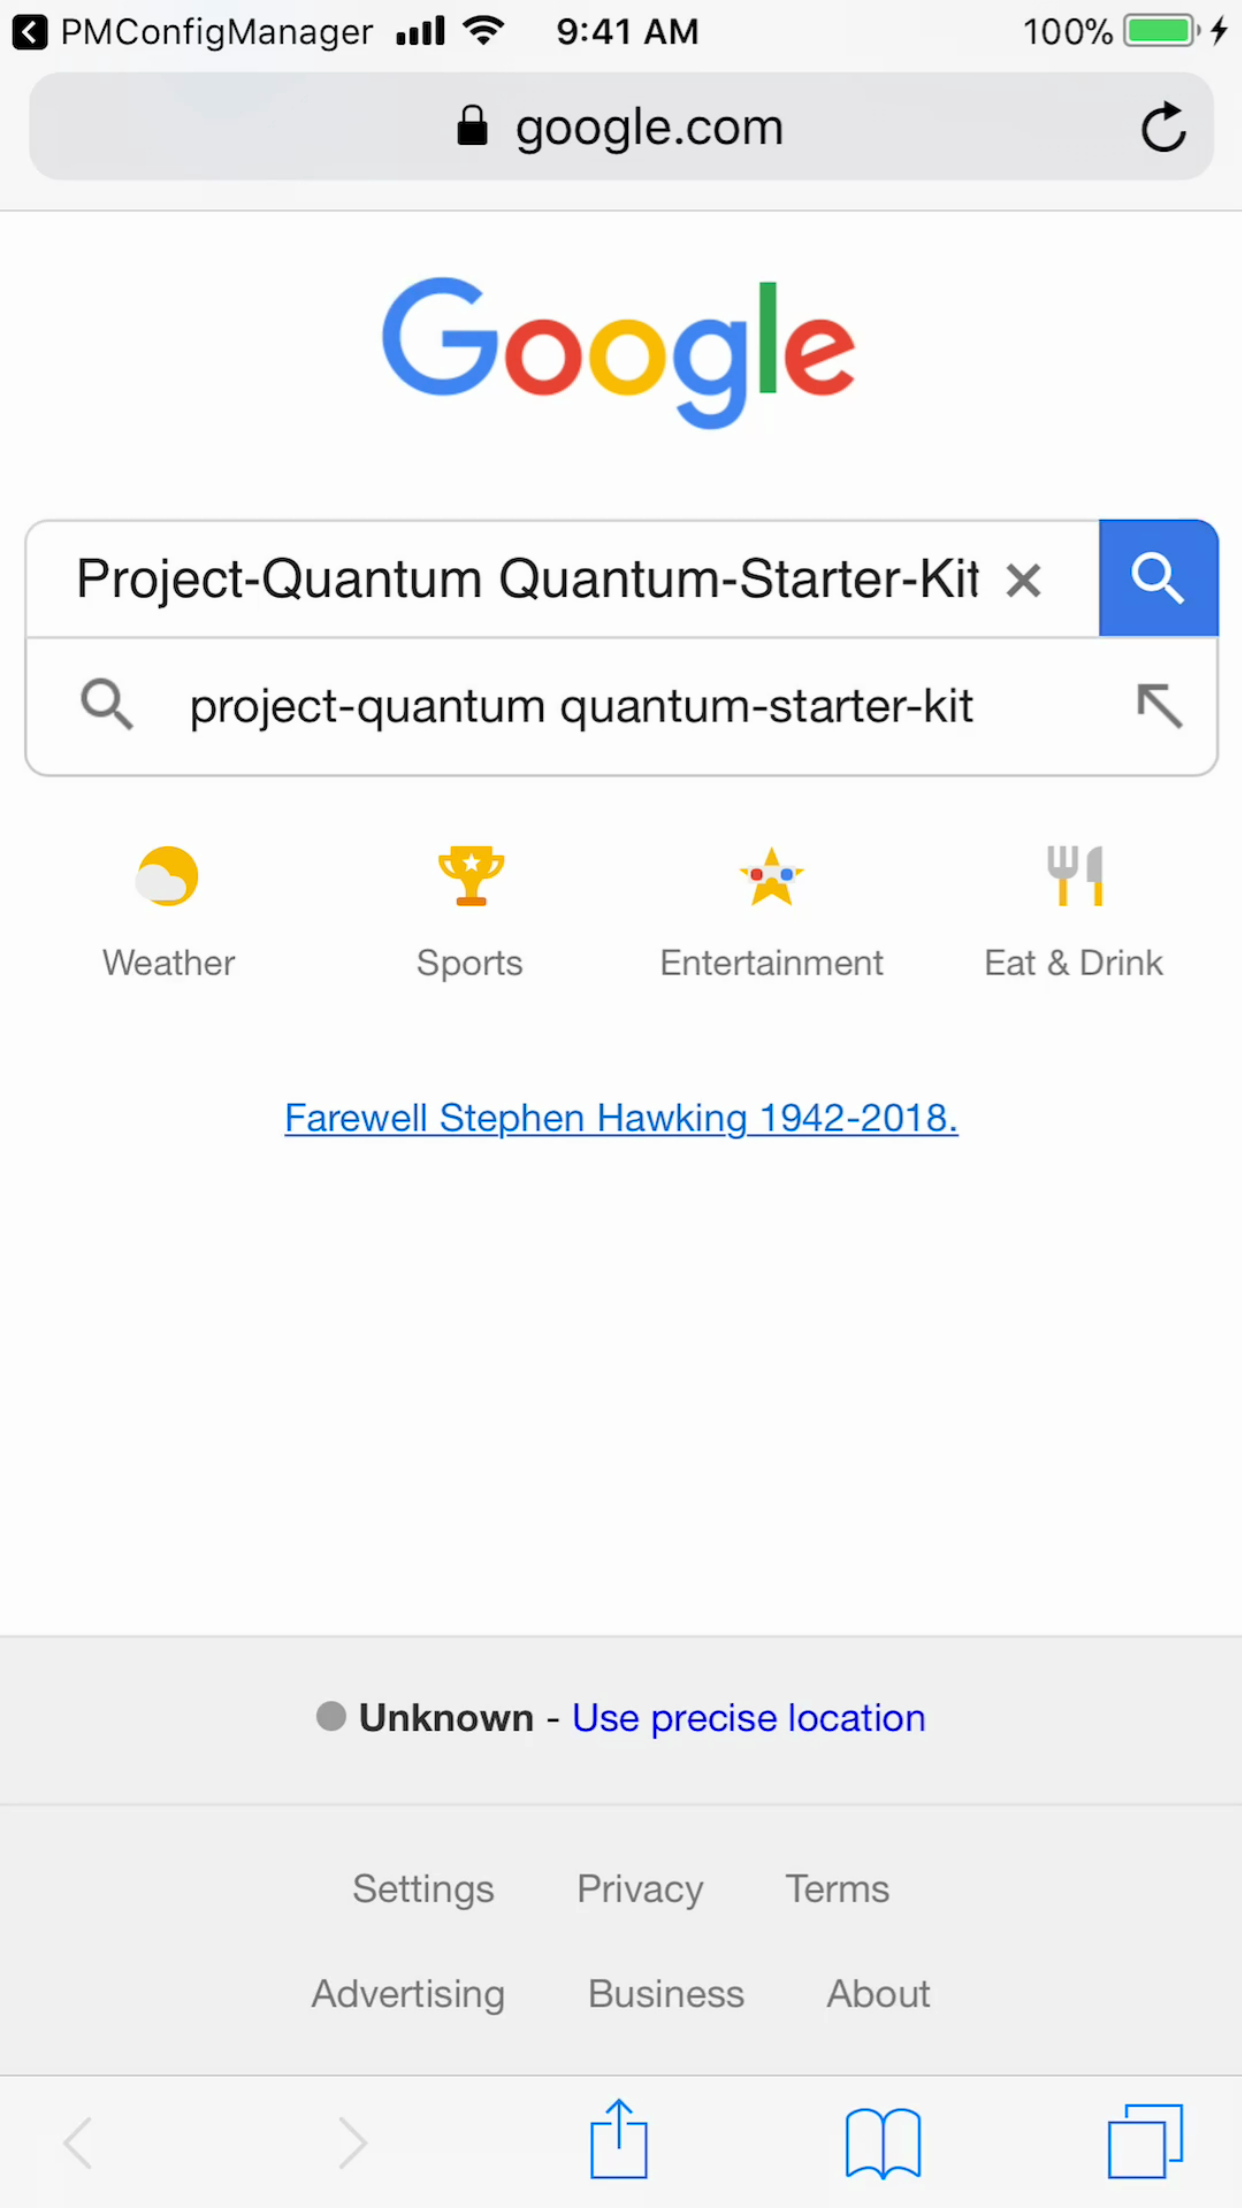 PMConfigManager 9:41 AM 100%
google.com
Google
Project-Quantum Quantum-Starter-Kit
project-quantum quantum-starter-kit
Weather Sports Entertainment Eat & Drink
Farewell Stephen Hawking 1942-2018.
Unknown - Use precise location
Settings Privacy Terms
Advertising Business About